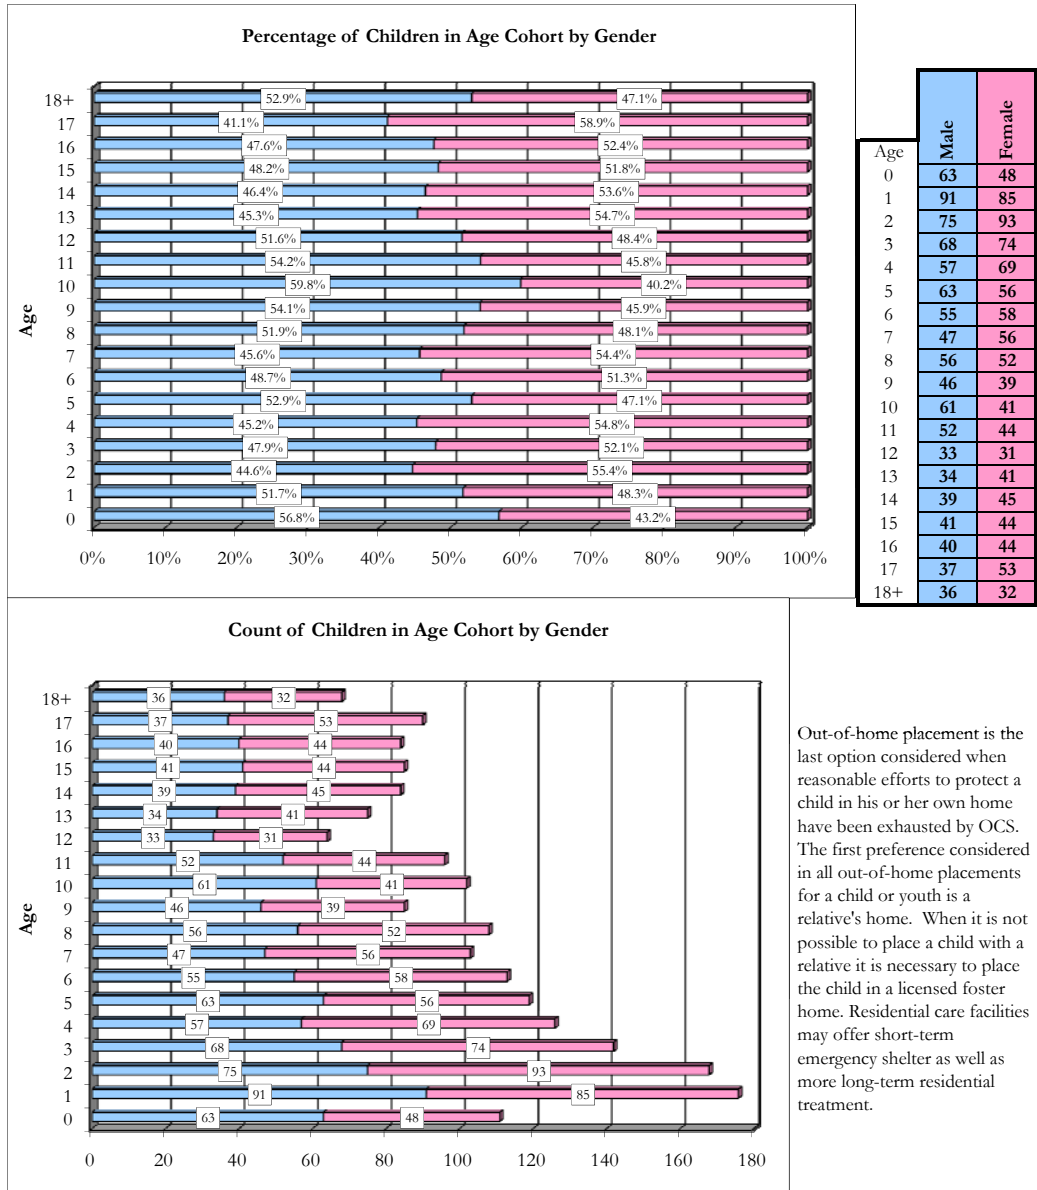 Percentage of Children in Age Cohort by Gender
Age
18+ 52.9% 47.1%
17 41.1% 58.9%
16 47.6% 52.4%
15 48.2% 51.8%
14 46.4% 53.6%
13 45.3% 54.7%
12 51.6% 48.4%
11 54.2% 45.8%
10 59.8% 40.2%
9 54.1% 45.9%
8 51.9% 48.1%
7 45.6% 54.4%
6 48.7% 51.3%
5 52.9% 47.1%
4 45.2% 54.8%
3 47.9% 52.1%
2 44.6% 55.4%
1 51.7% 48.3%
0 56.8% 43.2%
0% 10% 20% 30% 40% 50% 60% 70% 80% 90% 100%
Age Male Female
0 63 48
1 91 85
2 75 93
3 68 74
4 57 69
5 63 56
6 55 58
7 47 56
8 56 52
9 46 39
10 61 41
11 52 44
12 33 31
13 34 41
14 39 45
15 41 44
16 40 44
17 37 53
18+ 36 32
Count of Children in Age Cohort by Gender
Age
18+ 36 32
17 37 53
16 40 44
15 41 44
14 39 45
13 34 41
12 33 31
11 52 44
10 61 41
9 46 39
8 56 52
7 47 56
6 55 58
5 63 56
4 57 69
3 68 74
2 75 93
1 91 85
0 63 48
0 20 40 60 80 100 120 140 160 180
Out-of-home placement is the
last option considered when
reasonable efforts to protect a
child in his or her own home
have been exhausted by OCS.
The first preference considered
in all out-of-home placements
for a child or youth is a
relative's home. When it is not
possible to place a child with a
relative it is necessary to place
the child in a licensed foster
home. Residential care facilities
may offer short-term
emergency shelter as well as
more long-term residential
treatment.